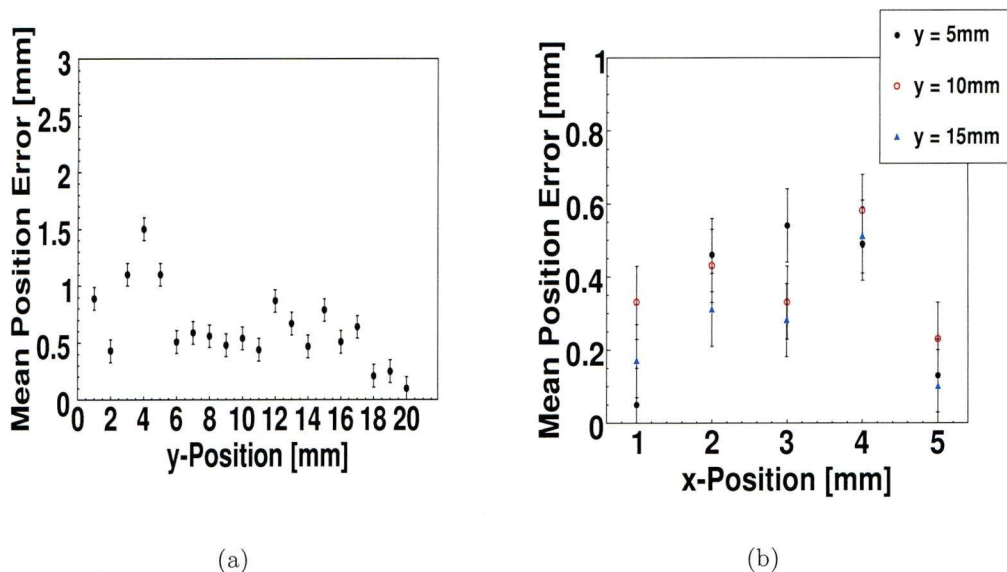 Mean Position Error [mm]
3
2.5
2
1.5
1
0.5
0
0 2 4 6 8 10 12 14 16 18 20
y-Position [mm]
(a)
y = 5mm
y = 10mm
y = 15mm
Mean Position Error [mm]
1
0.8
0.6
0.4
0.2
0
1 2 3 4 5
x-Position [mm]
(b)